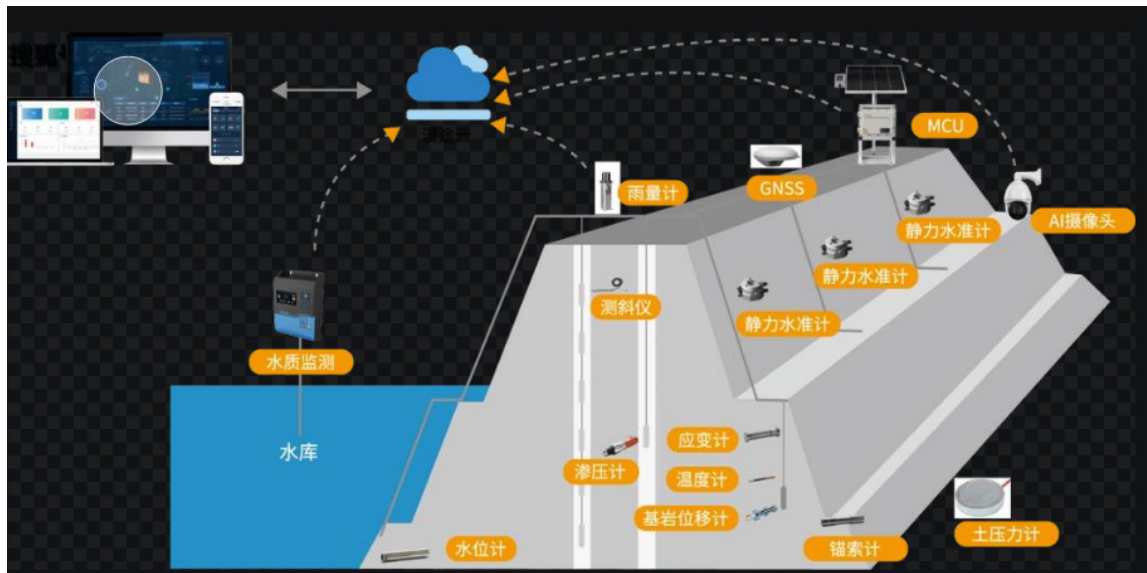 MCU
GNSS
雨量计
AI摄像头
静力水准计
静力水准计
静力水准计
测斜仪
水质监测
水库
应变计
渗压计
温度计
基岩位移计
水位计
锚索计
土压力计